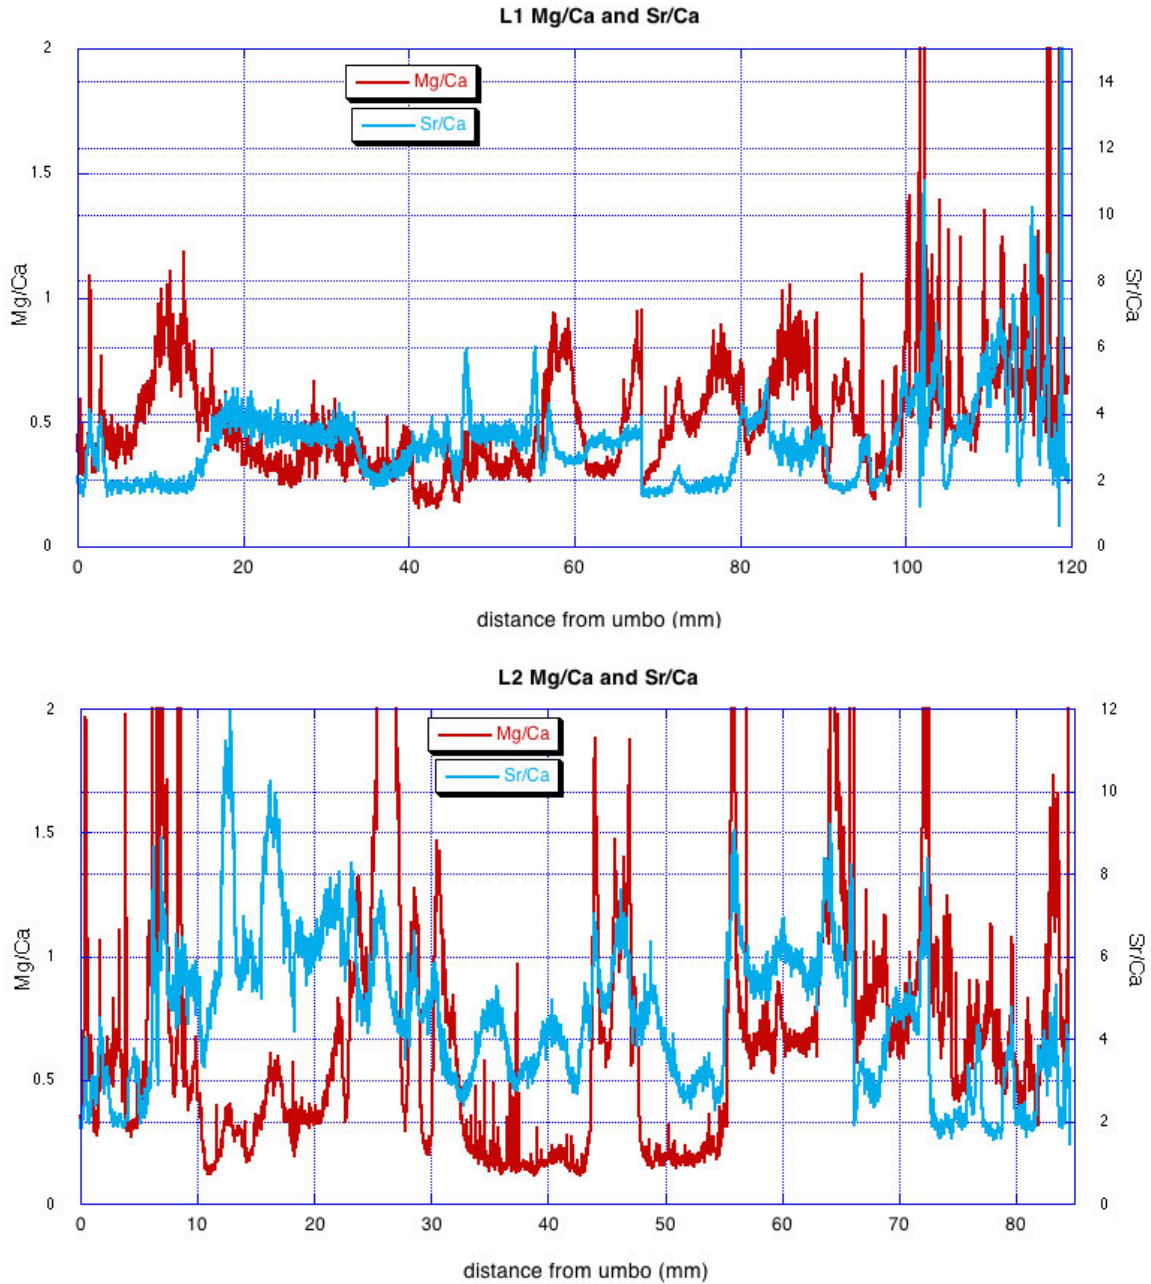 L1 Mg/Ca and Sr/Ca
2
1.5
1
0.5
0
Mg/Ca
Mg/Ca
Sr/Ca
14
12
10
8
6
4
2
0
Sr/Ca
0 20 40 60 80 100 120
distance from umbo (mm)
L2 Mg/Ca and Sr/Ca
2
1.5
1
0.5
0
Mg/Ca
Mg/Ca
Sr/Ca
12
10
8
6
4
2
0
Sr/Ca
0 10 20 30 40 50 60 70 80
distance from umbo (mm)